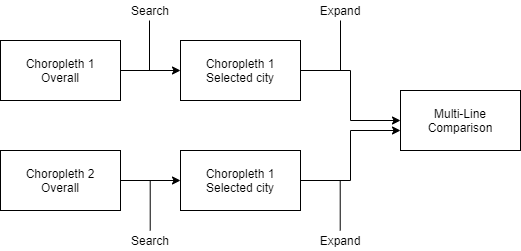 Search
Expand
Choropleth 1
Overall
Choropleth 1
Selected city
Multi-Line
Comparison
Choropleth 2
Overall
Choropleth 1
Selected city
Search
Expand